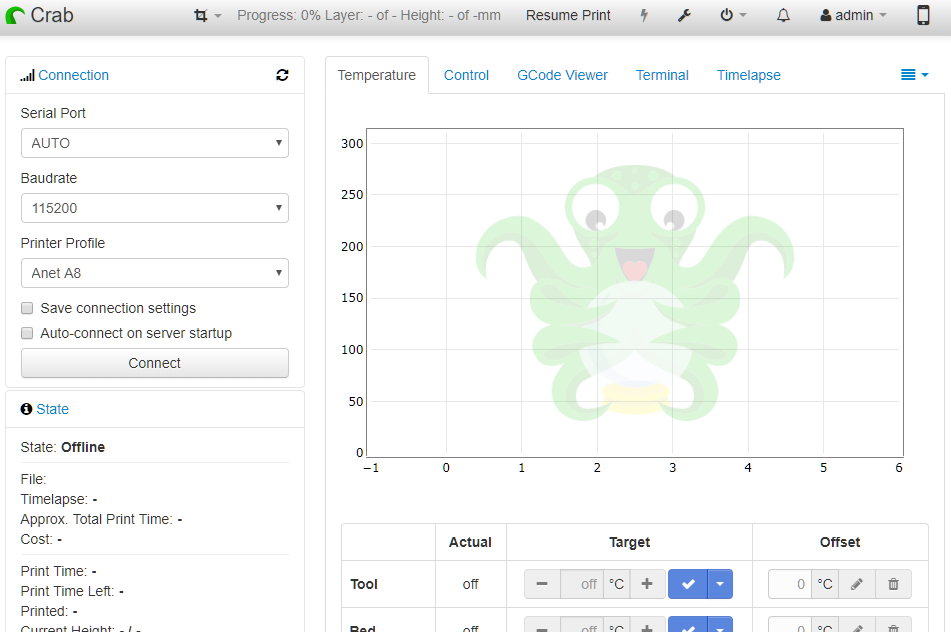 Crab
Progress: 0% Layer: - of - Height: - of -mm
Resume Print
admin
Connection
Serial Port
AUTO
Baudrate
115200
Printer Profile
Anet A8
Save connection settings
Auto-connect on server startup
Connect
State
State: Offline
File:
Timelapse: -
Approx. Total Print Time: -
Cost: -
Print Time: -
Print Time Left: -
Printed: -
Current Height: - / -
Temperature Control GCode Viewer Terminal Timelapse
300
250
200
150
100
50
0
−1 0 1 2 3 4 5 6
Actual Target Offset
Tool off off °C 0 °C
Bed off off °C 0 °C